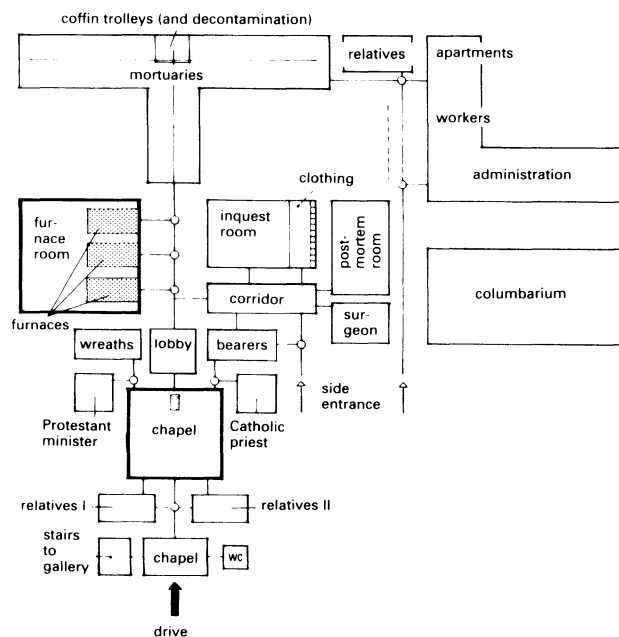 coffin trolleys (and decontamination)
mortuaries
relatives
apartments
workers
administration
clothing
fur-
nace
room
inquest
room
post-
mortem
room
columbarium
corridor
furnaces
sur-
geon
wreaths
lobby
bearers
side
entrance
Protestant
minister
chapel
Catholic
priest
relatives I
relatives II
stairs
to
gallery
chapel
wc
drive